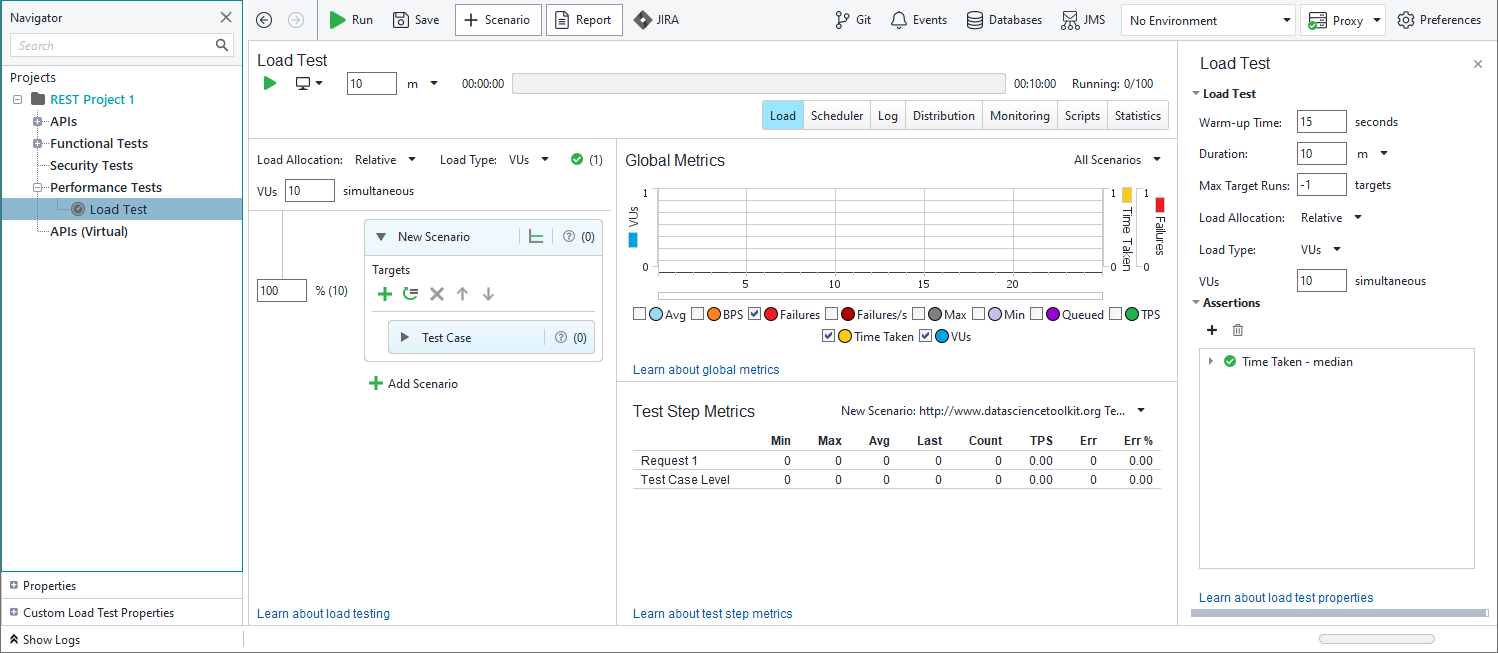 Navigator
Search
Projects
REST Project 1
APIs
Functional Tests
Security Tests
Performance Tests
Load Test
APIs (Virtual)
Properties
Custom Load Test Properties
Show Logs
Run Save Scenario Report JIRA Git Events Databases JMS No Environment Proxy Preferences
Load Test
10 m 00:00:00 00:10:00 Running: 0/100
Load Scheduler Log Distribution Monitoring Scripts Statistics
Load Allocation: Relative Load Type: VUs (1)
VUs 10 simultaneous
New Scenario (0)
Targets
100 % (10)
Test Case (0)
Add Scenario
Learn about load testing
Global Metrics All Scenarios
1 1 1
VUs Time Taken Failures
0 0 0
5 10 15 20
Avg BPS Failures Failures/s Max Min Queued TPS
Time Taken VUs
Learn about global metrics
Test Step Metrics New Scenario: http://www.datasciencetoolkit.org Te...
Min Max Avg Last Count TPS Err Err %
Request 1 0 0 0 0 0 0.00 0 0.00
Test Case Level 0 0 0 0 0 0.00 0 0.00
Learn about test step metrics
Load Test
Load Test
Warm-up Time: 15 seconds
Duration: 10 m
Max Target Runs: -1 targets
Load Allocation: Relative
Load Type: VUs
VUs 10 simultaneous
Assertions
Time Taken - median
Learn about load test properties